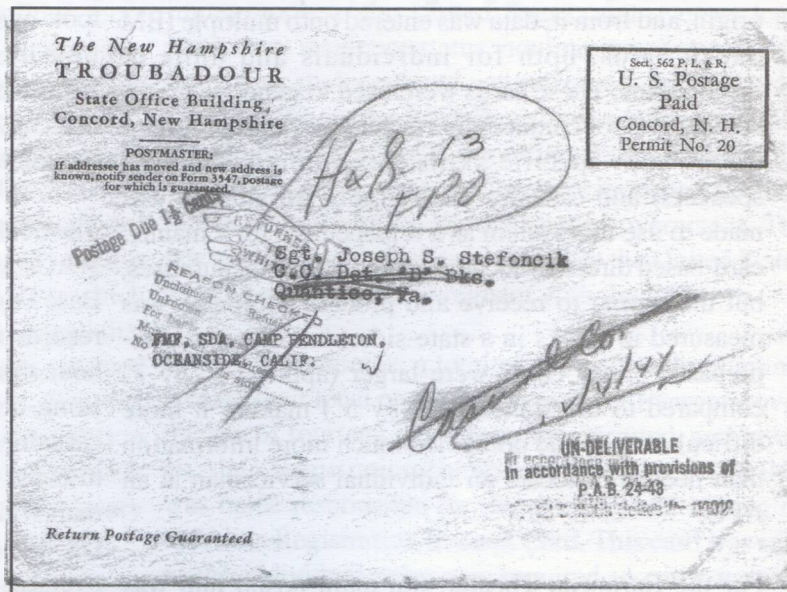 The New Hampshire
TROUBADOUR
State Office Building,
Concord, New Hampshire
POSTMASTER:
If addressee has moved and new address is
known, notify sender on Form 3547, postage
for which is guaranteed.
Sect. 562 P. L. & R.
U. S. Postage
Paid
Concord, N. H.
Permit No. 20
H&S-13
FPO
Postage Due 1½ Cents
RETURNED
TO
Sgt. Joseph S. Stefoncik
C.O. Det. "D" Bks.
Quantico, Va.
REASON CHECKED
Unclaimed
Unknown
FMF, SDA, CAMP PENDLETON,
OCEANSIDE, CALIF.
Co.
UN-DELIVERABLE
In accordance with provisions of
P.A.B. 24-43
Return Postage Guaranteed